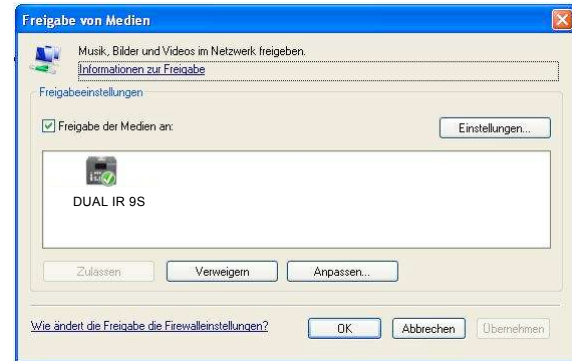 Freigabe von Medien
Musik, Bilder und Videos im Netzwerk freigeben.
Informationen zur Freigabe
Freigabeeinstellungen
Freigabe der Medien an:
Einstellungen...
DUAL IR 9S
Zulassen
Verweigern
Anpassen...
Wie ändert die Freigabe die Firewalleinstellungen?
OK
Abbrechen
Übernehmen